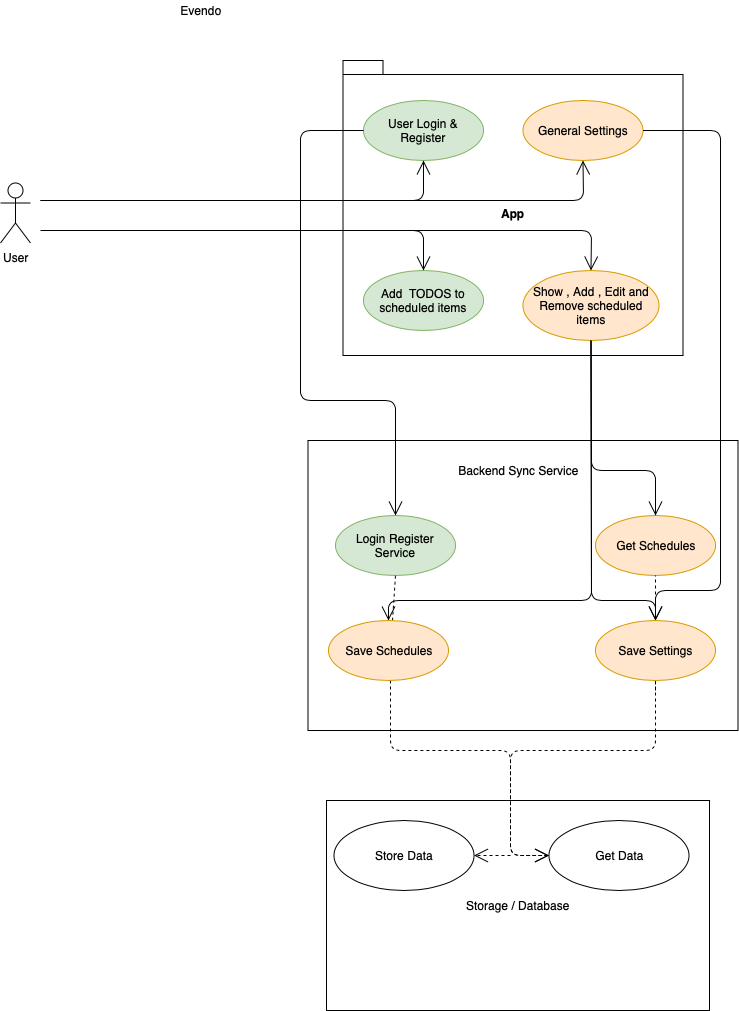 Evendo
User Login &
Register
General Settings
App
User
Add  TODOS to
scheduled items
Show , Add , Edit and
Remove scheduled
items
Backend Sync Service
Login Register
Service
Get Schedules
Save Schedules
Save Settings
Store Data
Get Data
Storage / Database